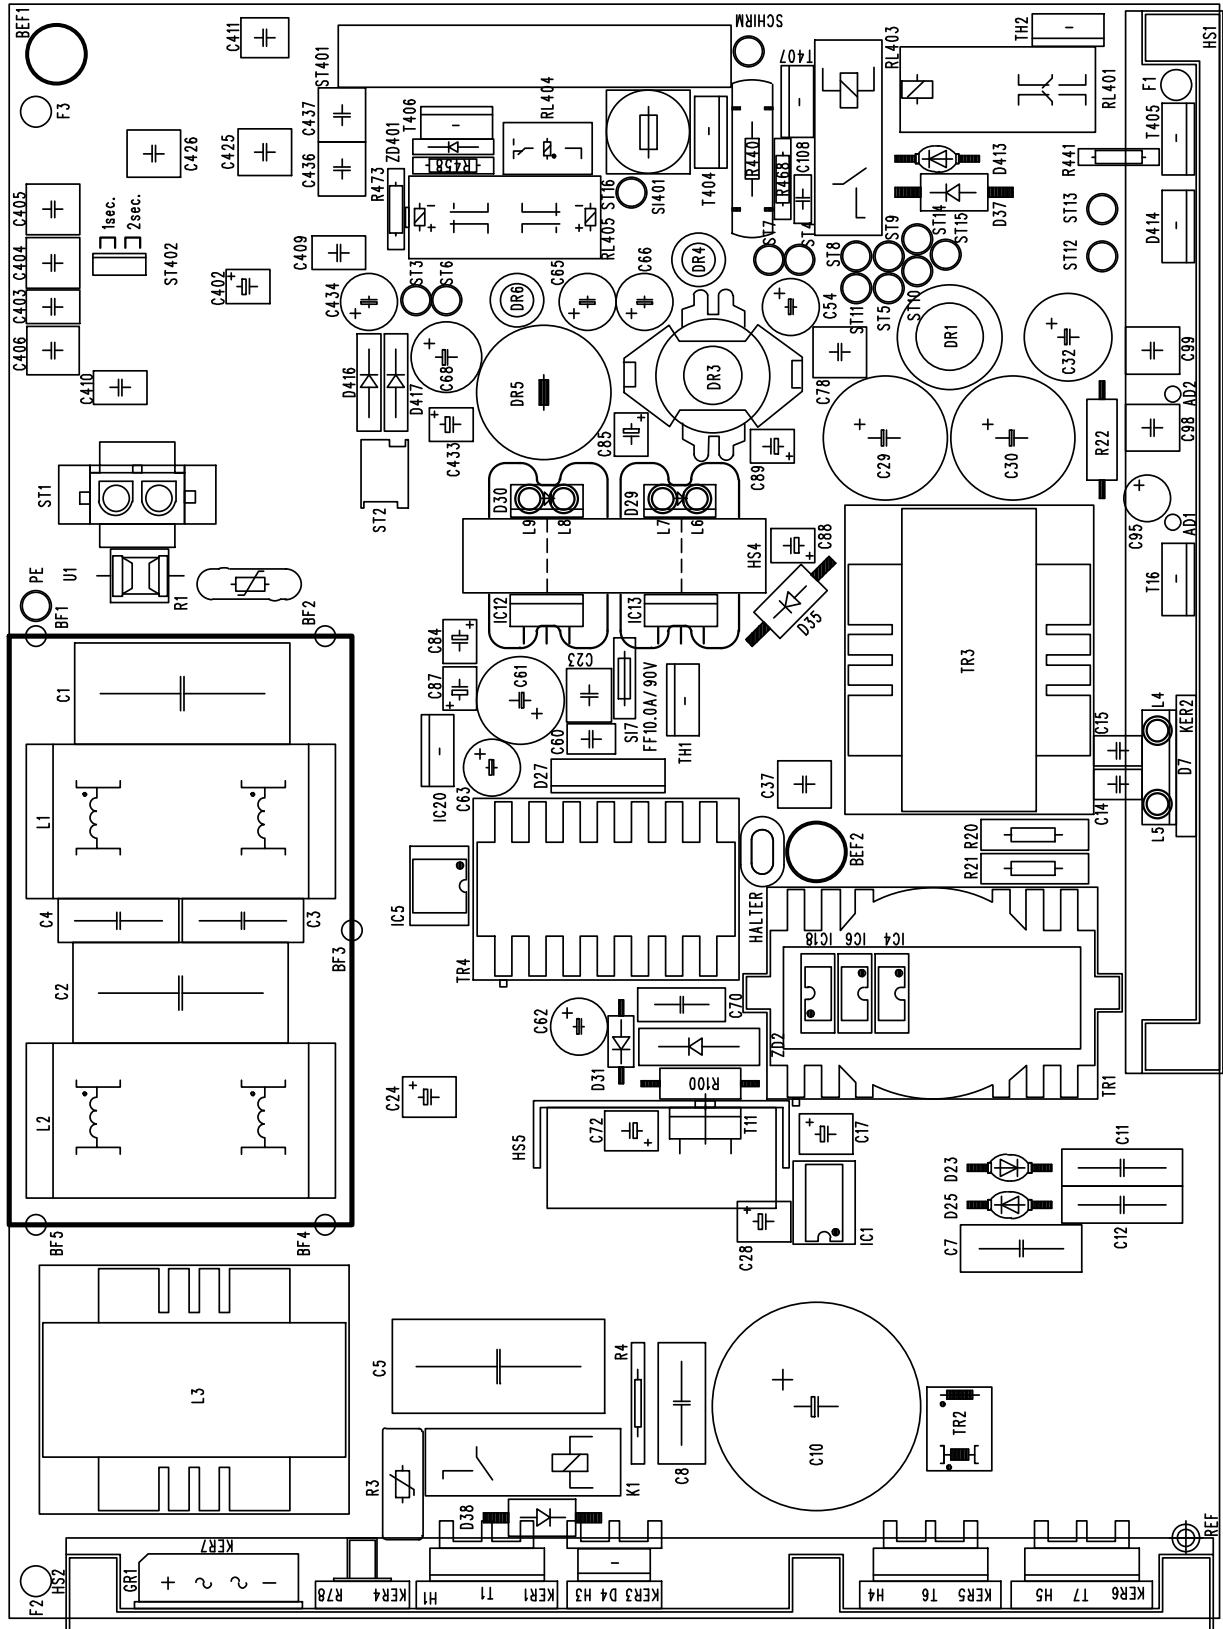 BEF1
C411
ST401
SCHIRM
TH2
HS1
F3
C437
T406
RL404
T407
RL403
F1
RL401
T405
C426
C425
C436
ZD401
R458
R473
SI401
T404
R440
R468
C108
D413
R441
C405
1sec.
2sec.
C404
ST402
C409
RL405
ST16
ST7
ST4
ST9
ST14
ST15
D37
ST13
D414
C403
C402
C434
ST3
ST6
C65
C66
DR4
ST8
ST12
C406
C410
DR6
C54
ST11
ST5
ST10
D416
D417
C68
DR5
DR3
C78
DR1
C32
C99
AD2
ST1
ST2
C433
C85
C89
C29
C30
R22
C98
D30
D29
L9
L8
L7
L6
HS4
C88
C95
AD1
PE
U1
R1
BF1
BF2
IC12
IC13
D35
T16
C1
C84
C87
C61
C23
SI7
FF10.0A/90V
TH1
TR3
IC20
C63
C60
D27
C37
C15
L4
KER2
C14
D7
L5
L1
IC5
TR4
HALTER
BEF2
R20
R21
C4
C3
BF3
C2
IC18
IC6
IC4
C62
C70
ZD2
D31
R100
TR1
L2
C24
HS5
C72
T11
C17
BF5
BF4
C28
IC1
D23
D25
C11
C7
C12
L3
C5
R4
R3
K1
C8
C10
TR2
D38
REF
F2
HS2
GR1
+
−
KER7
R78
KER4
H1
T1
KER1
H3
D4
KER3
H4
T6
KER5
H5
T7
KER6